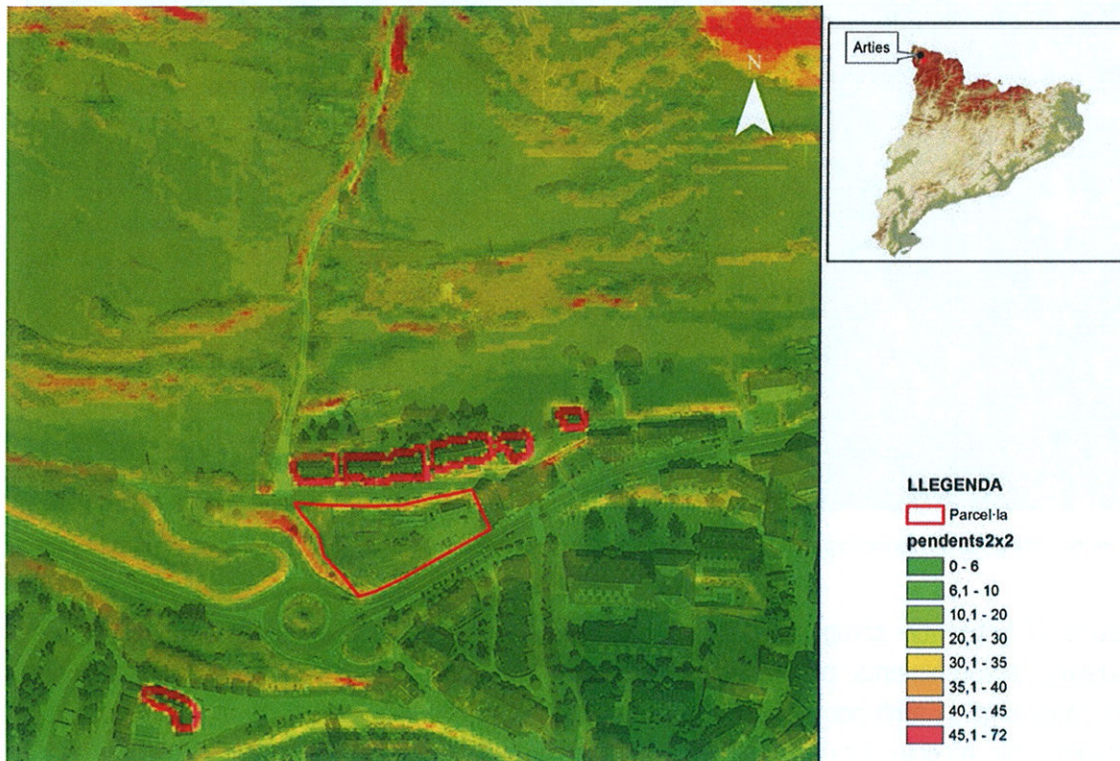 N
Arties
LLEGENDA
Parcel·la
pendents2x2
0 - 6
6,1 - 10
10,1 - 20
20,1 - 30
30,1 - 35
35,1 - 40
40,1 - 45
45,1 - 72